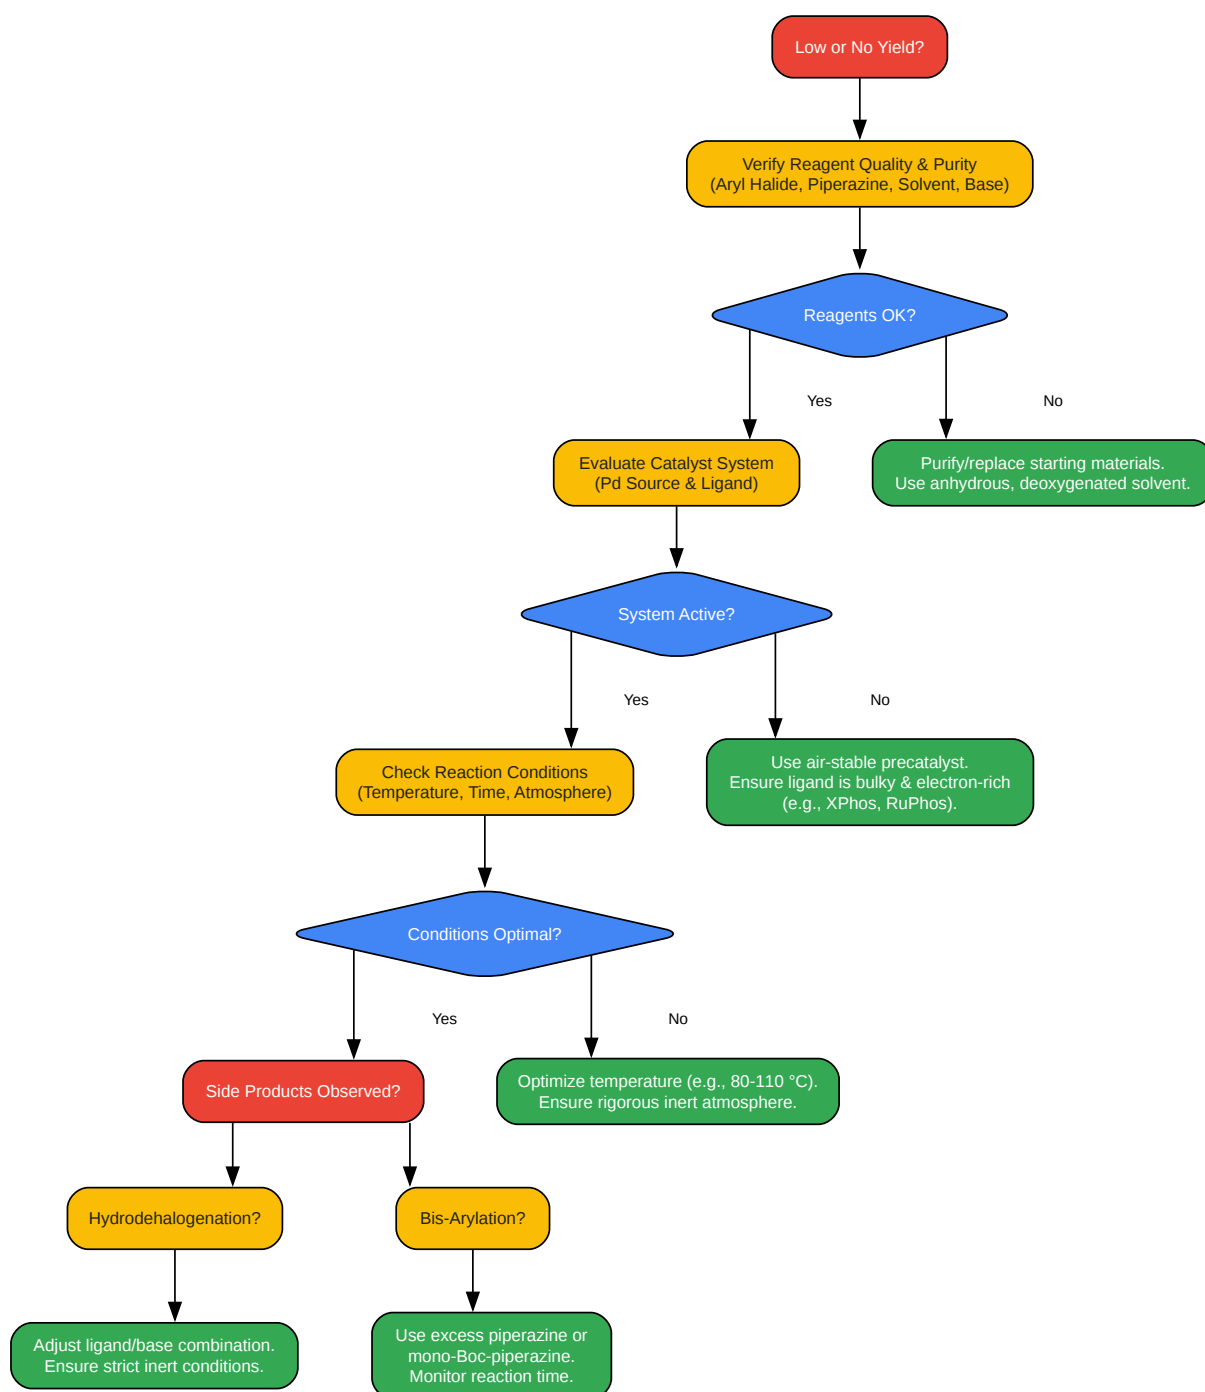 Low or No Yield?
Verify Reagent Quality & Purity
(Aryl Halide, Piperazine, Solvent, Base)
Reagents OK?
Yes
No
Evaluate Catalyst System
(Pd Source & Ligand)
Purify/replace starting materials.
Use anhydrous, deoxygenated solvent.
System Active?
Yes
No
Check Reaction Conditions
(Temperature, Time, Atmosphere)
Use air-stable precatalyst.
Ensure ligand is bulky & electron-rich
(e.g., XPhos, RuPhos).
Conditions Optimal?
Yes
No
Side Products Observed?
Optimize temperature (e.g., 80-110 °C).
Ensure rigorous inert atmosphere.
Hydrodehalogenation?
Bis-Arylation?
Adjust ligand/base combination.
Ensure strict inert conditions.
Use excess piperazine or
mono-Boc-piperazine.
Monitor reaction time.